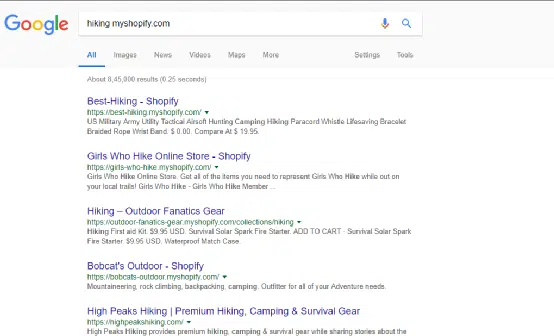 Google
hiking myshopify.com
All Images News Videos Maps More Settings Tools
About 8,45,000 results (0.25 seconds)
Best-Hiking - Shopify
https://best-hiking.myshopify.com/
US Military Army Utility Tactical Airsoft Hunting Camping Hiking Paracord Whistle Lifesaving Bracelet
Braided Rope Wrist Band. $ 0.00. Compare At $ 19.95.
Girls Who Hike Online Store - Shopify
https://girls-who-hike.myshopify.com/
Girls Who Hike Online Store. Get all of the items you need to represent Girls Who Hike while out on
your local trails! Girls Who Hike - Girls Who Hike Member ...
Hiking – Outdoor Fanatics Gear
https://outdoor-fanatics-gear.myshopify.com/collections/hiking
Hiking First aid Kit. $9.95 USD. Survival Solar Spark Fire Starter. ADD TO CART · Survival Solar Spark
Fire Starter. $9.95 USD. Waterproof Match Case.
Bobcat's Outdoor - Shopify
https://bobcats-outdoor.myshopify.com/
Mountaineering, rock climbing, backpacking, camping. Outfitter for all of your Adventure needs.
High Peaks Hiking | Premium Hiking, Camping & Survival Gear
https://highpeakshiking.com/
High Peaks Hiking provides premium hiking, camping & survival gear while sharing stories about the